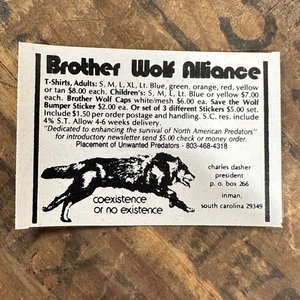 Brother Wolf Alliance
T-Shirts, Adults: S, M, L, XL, Lt. Blue, green, orange, red, yellow
or tan $8.00 each. Children's: S, M, L, Lt. Blue or yellow $7.00
each. Brother Wolf Caps white/mesh $6.00 ea. Save the Wolf
Bumper Sticker $2.00 ea. Or set of 3 different Stickers $5.00 set.
Include $1.50 per order postage and handling. S.C. res. include
4% S.T. Allow 4-6 weeks delivery.
"Dedicated to enhancing the survival of North American Predators"
for introductory newsletter send $5.00 check or money order.
Placement of Unwanted Predators - 803-468-4318
charles dasher
president
p. o. box 266
inman,
south carolina 29349
coexistence
or no existence